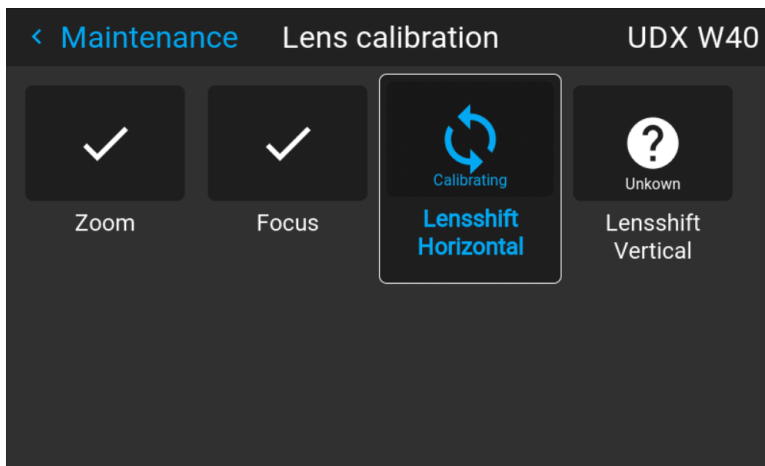 < Maintenance Lens calibration UDX W40
Calibrating
Unkown
Zoom
Focus
Lensshift
Horizontal
Lensshift
Vertical